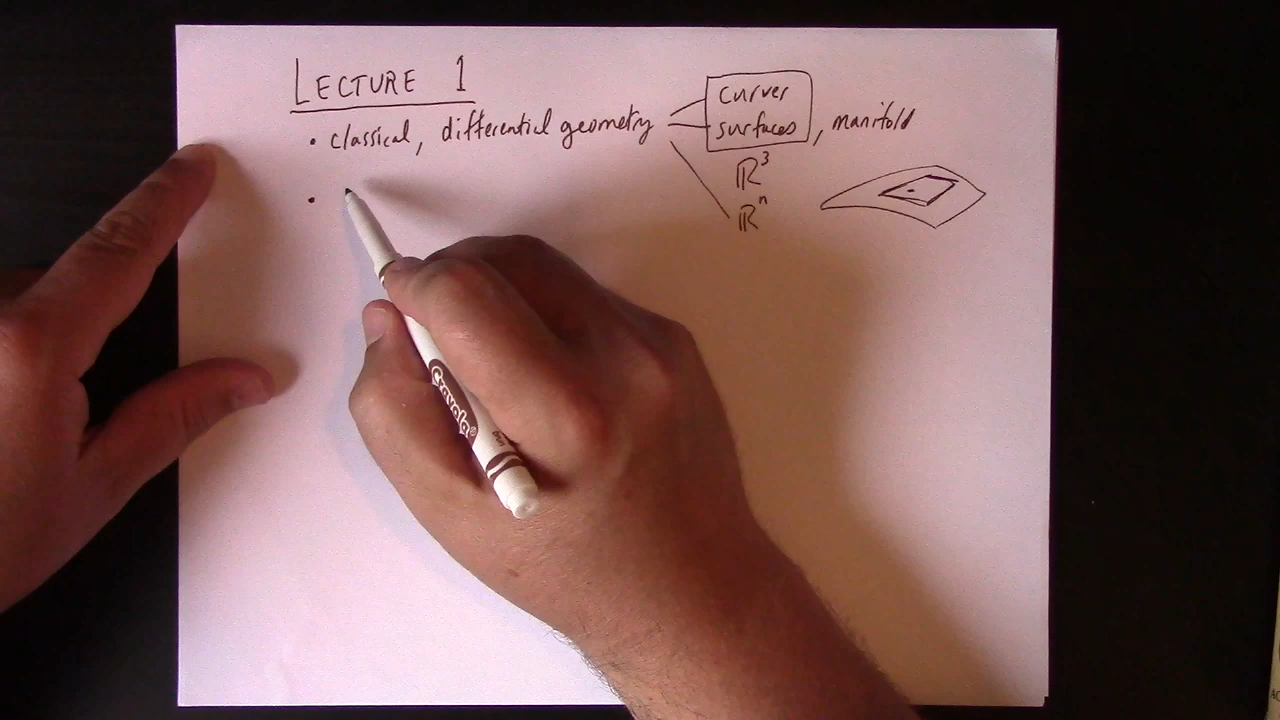 LECTURE 1
• classical, differential geometry
curves
surfaces, manifold
ℝ³
ℝⁿ
•
Crayola®